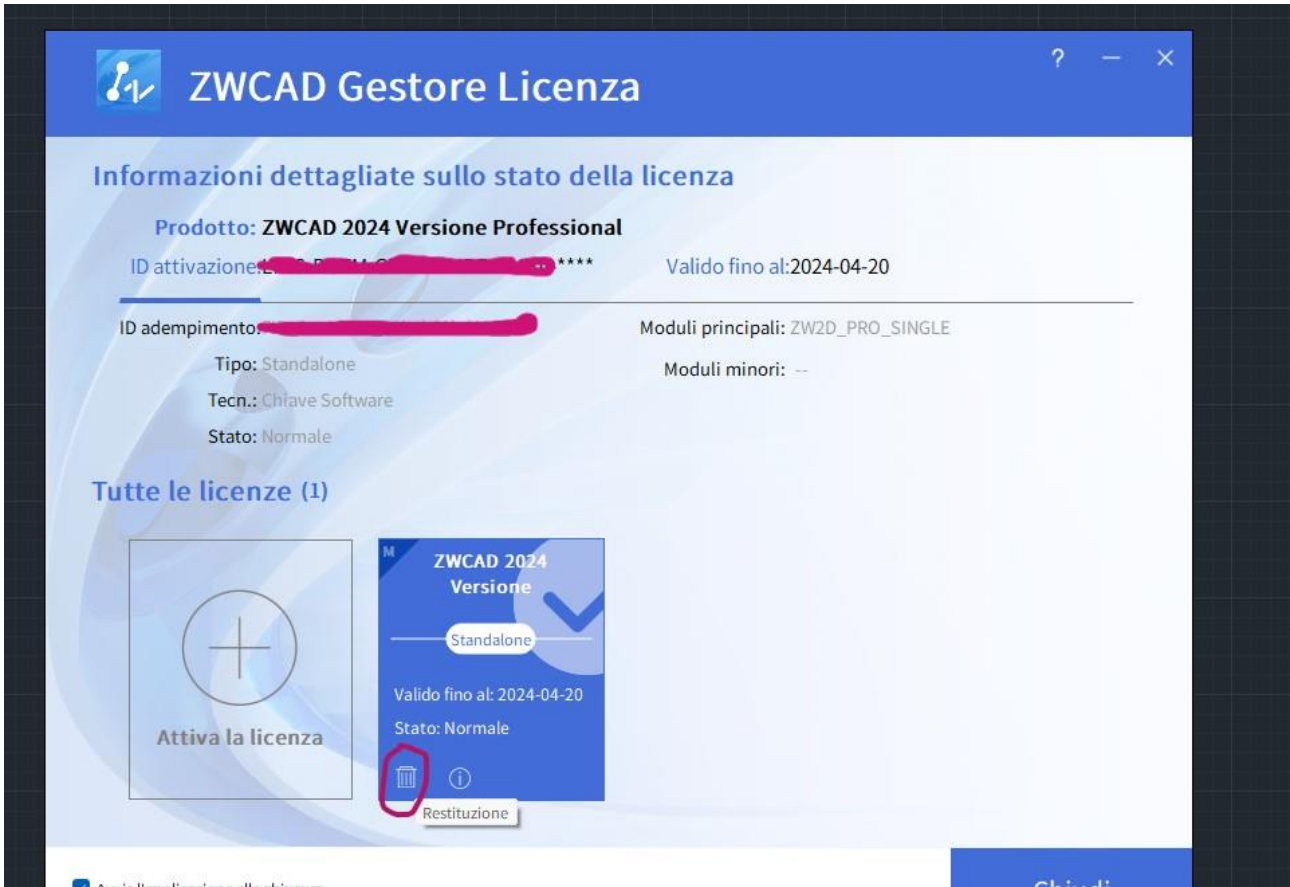 ? — ×
ZWCAD Gestore Licenza
Informazioni dettagliate sullo stato della licenza
Prodotto: ZWCAD 2024 Versione Professional
ID attivazione: **** Valido fino al:2024-04-20
ID adempimento: Moduli principali: ZW2D_PRO_SINGLE
Tipo: Standalone Moduli minori: --
Tecn.: Chiave Software
Stato: Normale
Tutte le licenze (1)
Attiva la licenza
M
ZWCAD 2024
Versione
Standalone
Valido fino al: 2024-04-20
Stato: Normale
Restituzione
Chiudi